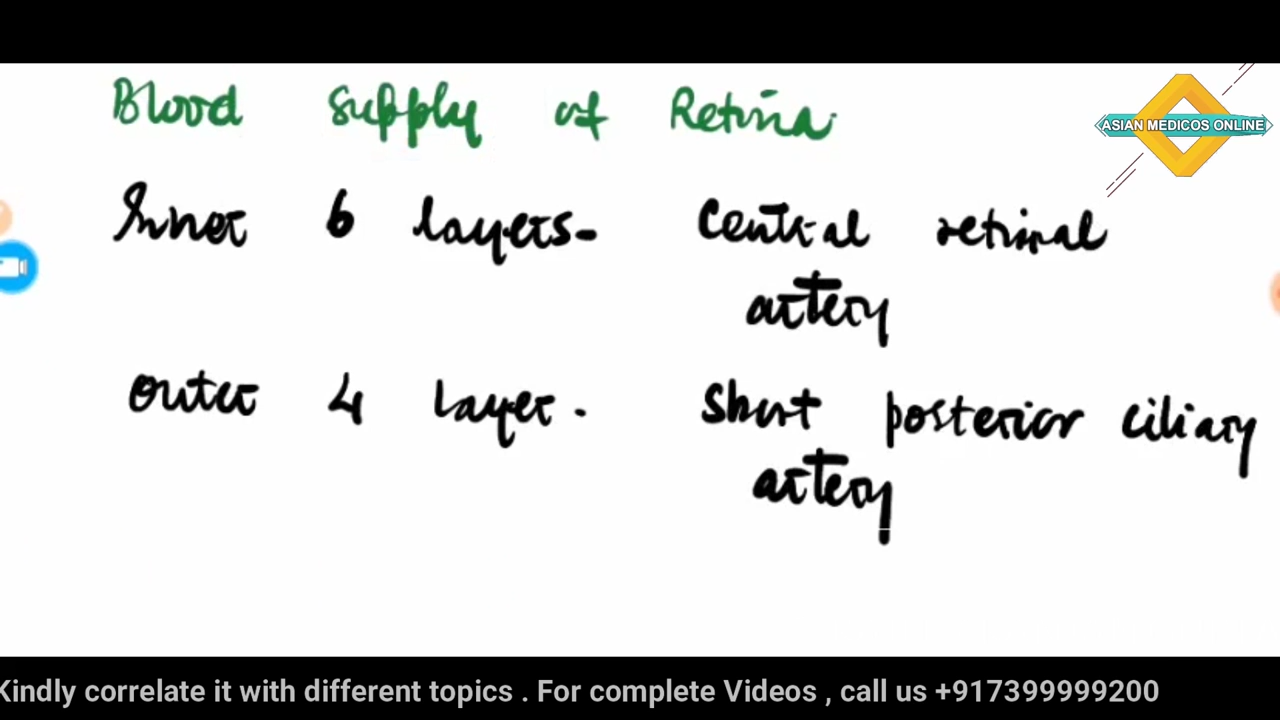 Blood supply of Retina
ASIAN MEDICOS ONLINE
Inner 6 layers- Central retinal
artery
Outer 4 layer. Short posterior ciliary
artery
Kindly correlate it with different topics . For complete Videos , call us +917399999200